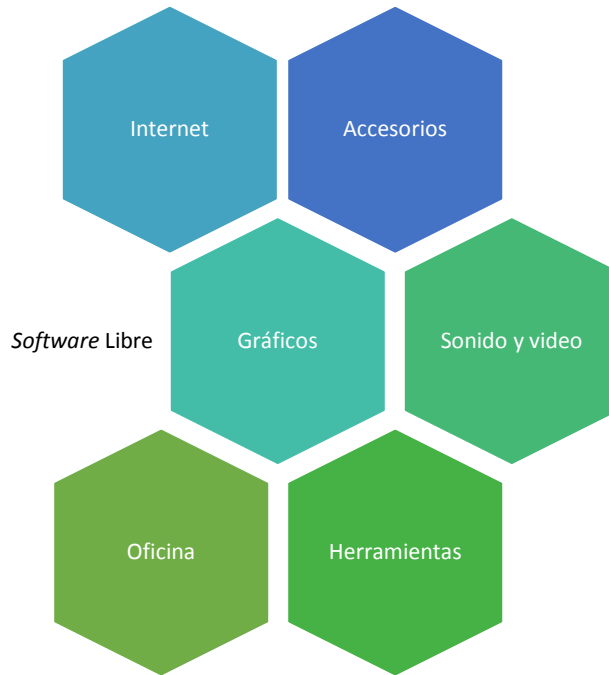 Internet
Accesorios
Software Libre
Gráficos
Sonido y video
Oficina
Herramientas